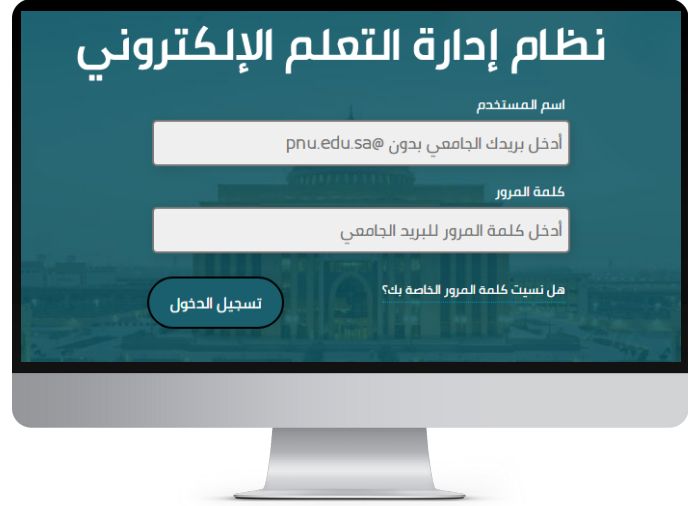 نظام إدارة التعلم الإلكتروني
اسم المستخدم
أدخل بريدك الجامعي بدون @pnu.edu.sa
كلمة المرور
أدخل كلمة المرور للبريد الجامعي
هل نسيت كلمة المرور الخاصة بك؟
تسجيل الدخول